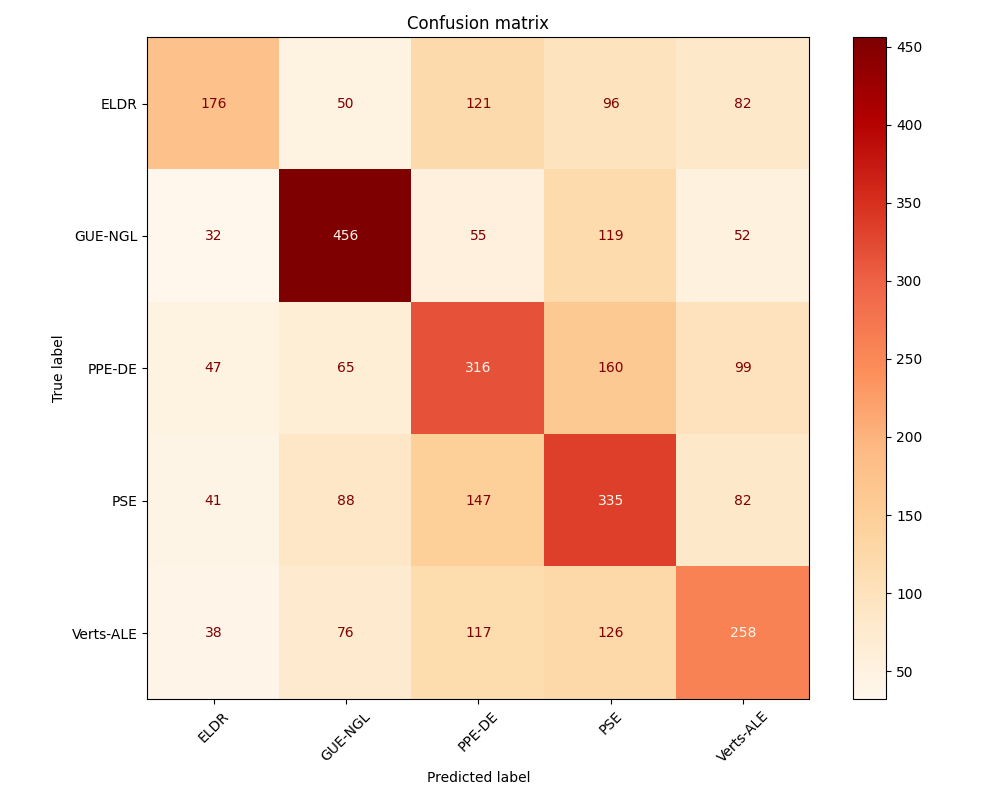 Confusion matrix
ELDR 176 50 121 96 82
GUE-NGL 32 456 55 119 52
PPE-DE 47 65 316 160 99
PSE 41 88 147 335 82
Verts-ALE 38 76 117 126 258
True label
ELDR GUE-NGL PPE-DE PSE Verts-ALE
Predicted label
450
400
350
300
250
200
150
100
50